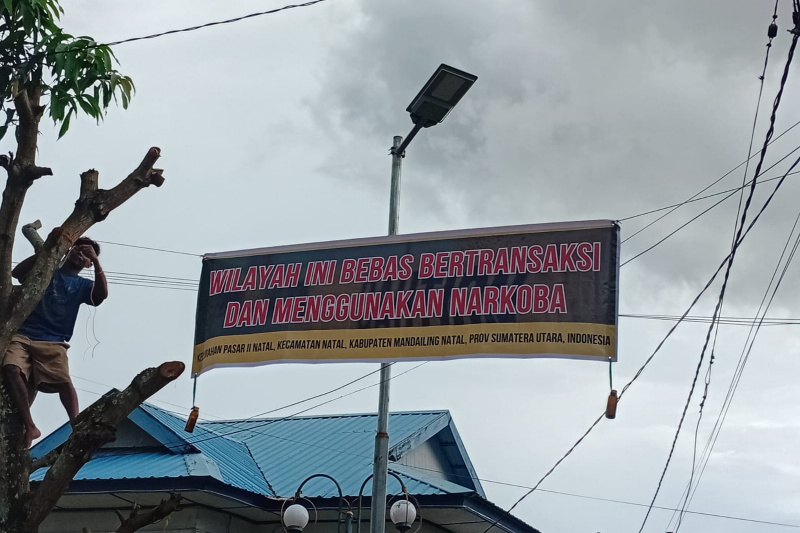 WILAYAH INI BEBAS BERTRANSAKSI
DAN MENGGUNAKAN NARKOBA
KELURAHAN PASAR II NATAL, KECAMATAN NATAL, KABUPATEN MANDAILING NATAL, PROV SUMATERA UTARA, INDONESIA